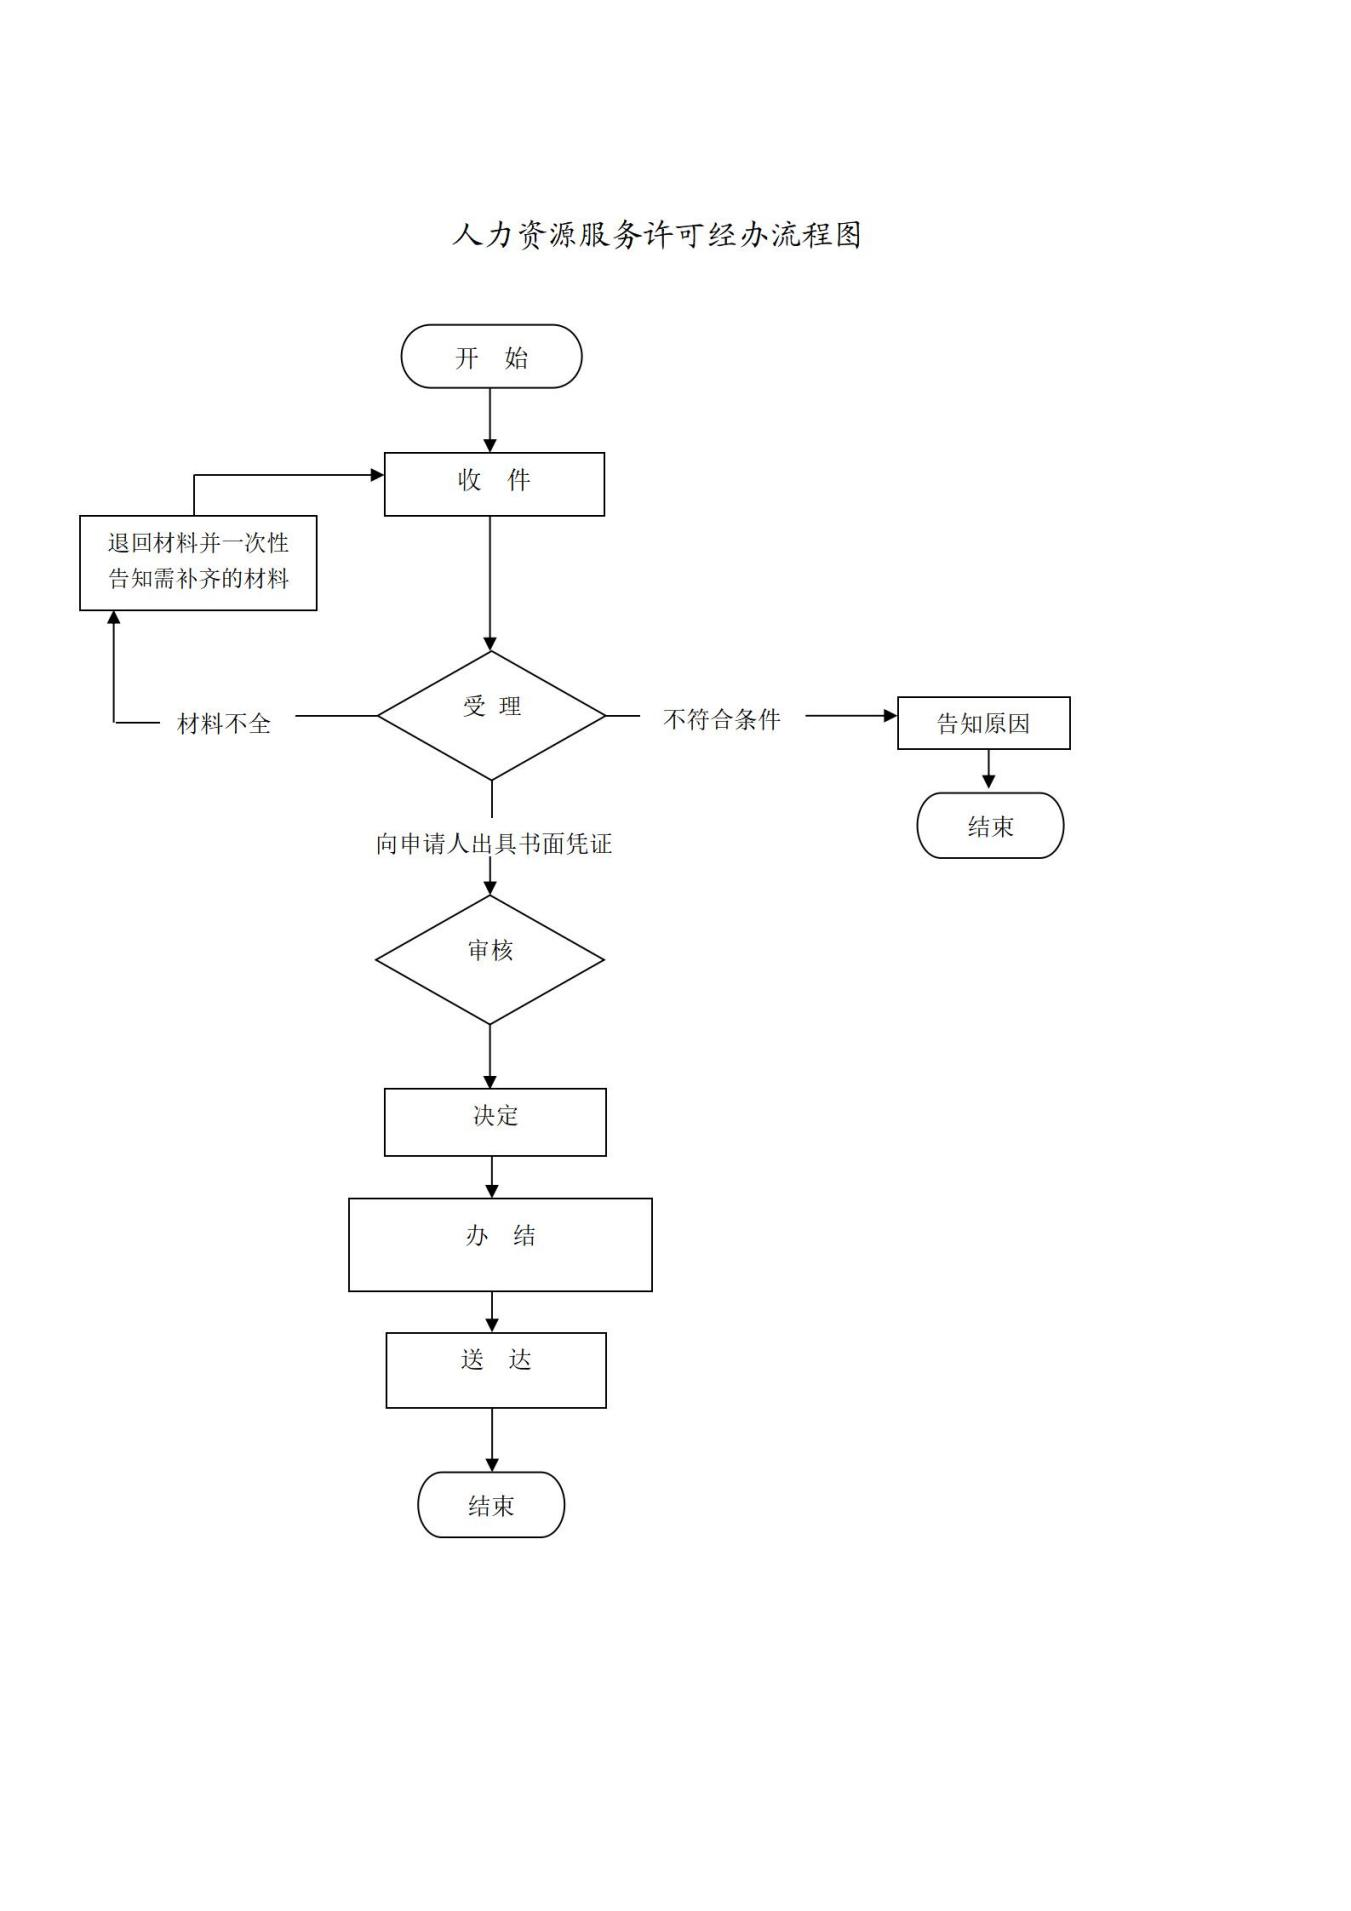 人力资源服务许可经办流程图
开 始
收 件
退回材料并一次性
告知需补齐的材料
受 理
材料不全
不符合条件
告知原因
结束
向申请人出具书面凭证
审核
决定
办 结
送 达
结束